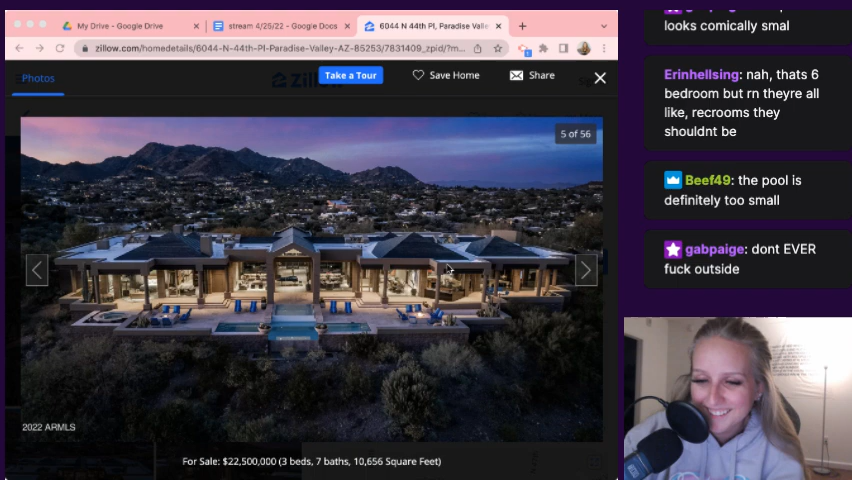 My Drive - Google Drive
stream 4/25/22 - Google Docs
6044 N 44th Pl, Paradise Valle
zillow.com/homedetails/6044-N-44th-Pl-Paradise-Valley-AZ-85253/7831409_zpid/?m...
Photos
Zillow
Take a Tour
Save Home
Share
5 of 56
2022 ARMLS
For Sale: $22,500,000 (3 beds, 7 baths, 10,656 Square Feet)
looks comically smal
Erinhellsing: nah, thats 6
bedroom but rn theyre all
like, recrooms they
shouldnt be
Beef49: the pool is
definitely too small
gabpaige: dont EVER
fuck outside